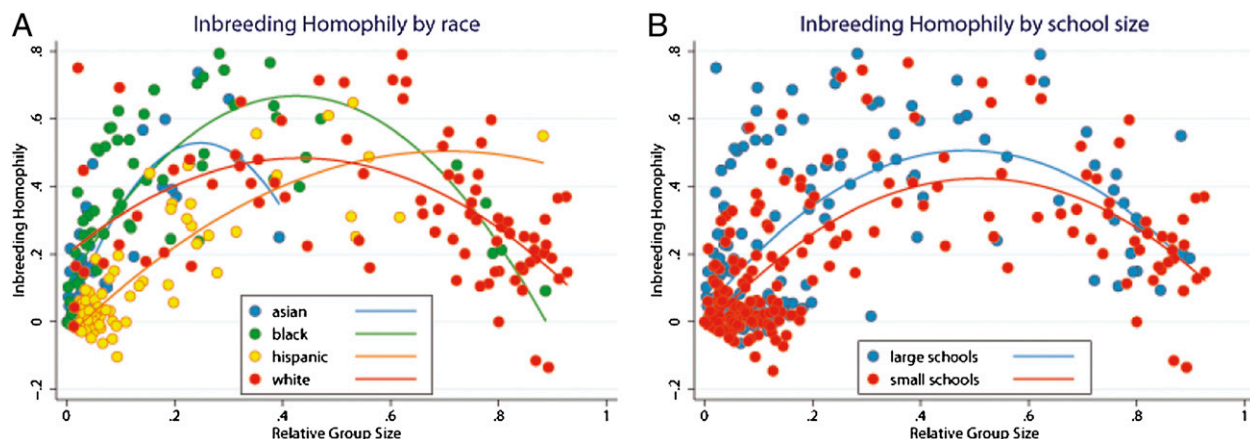 A
Inbreeding Homophily by race
Inbreeding Homophily
.8
.6
.4
.2
0
-.2
asian
black
hispanic
white
0
.2
.4
.6
.8
1
Relative Group Size
B
Inbreeding Homophily by school size
Inbreeding Homophily
.8
.6
.4
.2
0
-.2
large schools
small schools
0
.2
.4
.6
.8
1
Relative Group Size